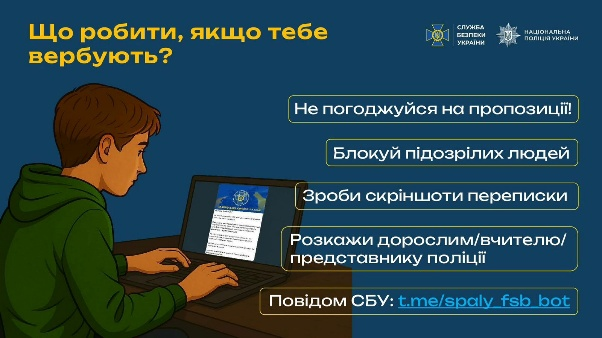 Що робити, якщо тебе
вербують?
СЛУЖБА
БЕЗПЕКИ
УКРАЇНИ
НАЦІОНАЛЬНА
ПОЛІЦІЯ УКРАЇНИ
Не погоджуйся на пропозиції!
Блокуй підозрілих людей
Зроби скріншоти переписки
Розкажи дорослим/вчителю/
представнику поліції
Повідом СБУ: t.me/spaly_fsb_bot